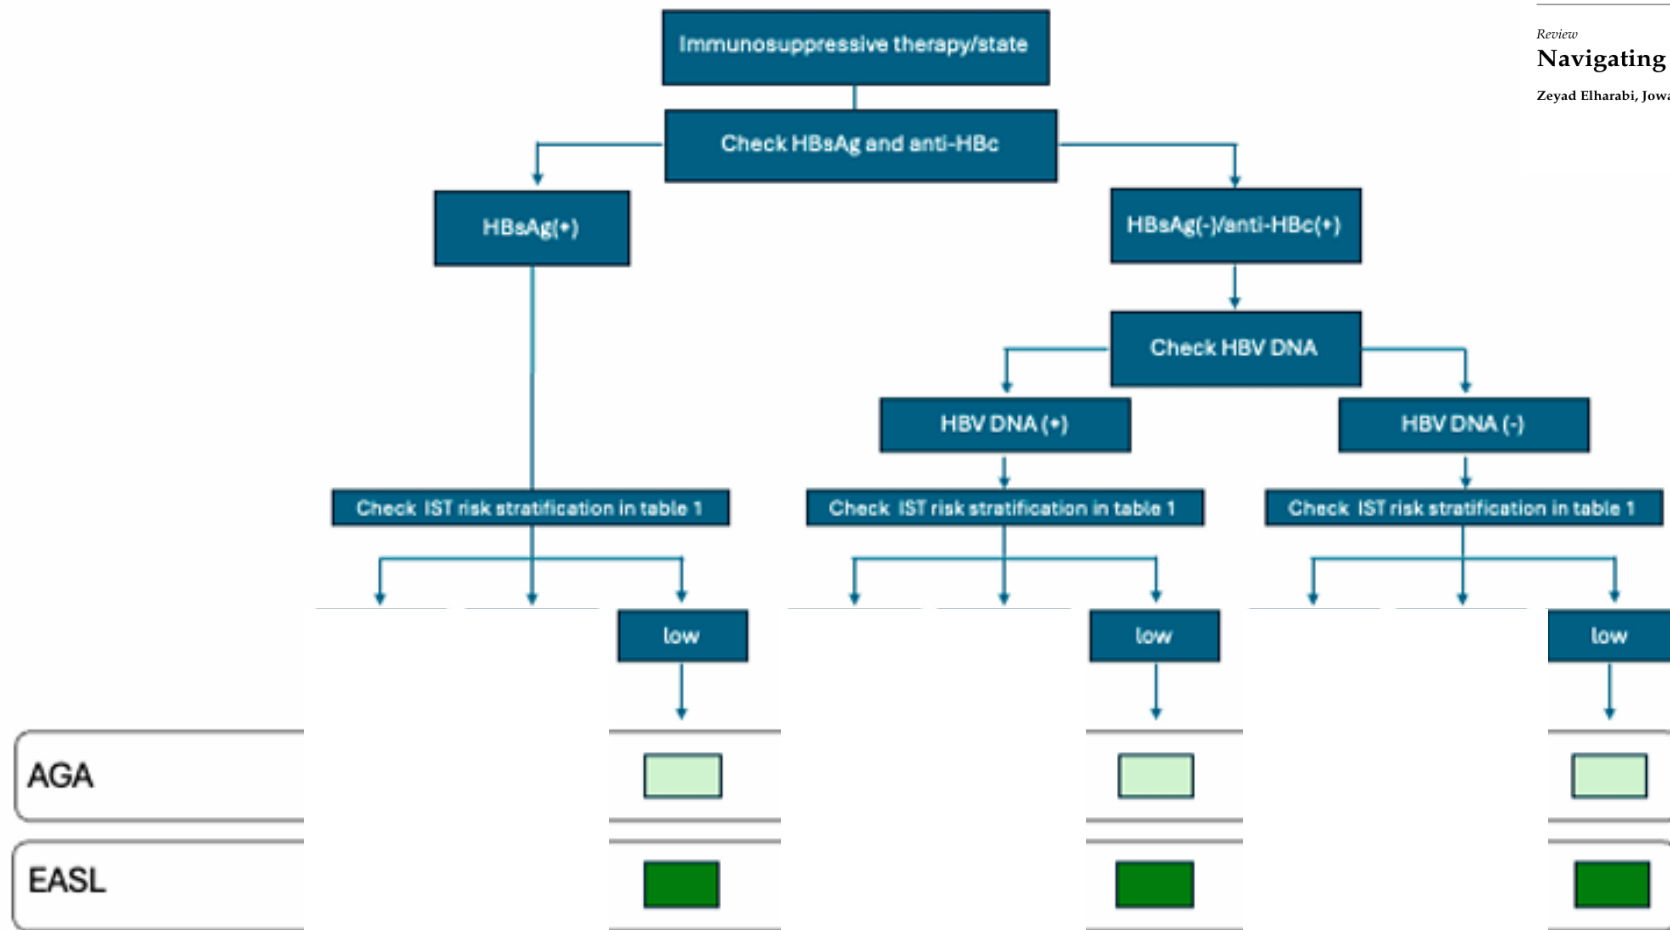 Immunosuppressive therapy/state
Review
Navigating
Zeyad Elharabi, Jowa
Check HBsAg and anti-HBc
HBsAg(+)
HBsAg(-)/anti-HBc(+)
Check HBV DNA
HBV DNA (+)
HBV DNA (-)
Check IST risk stratification in table 1
Check IST risk stratification in table 1
Check IST risk stratification in table 1
low
low
low
AGA
EASL